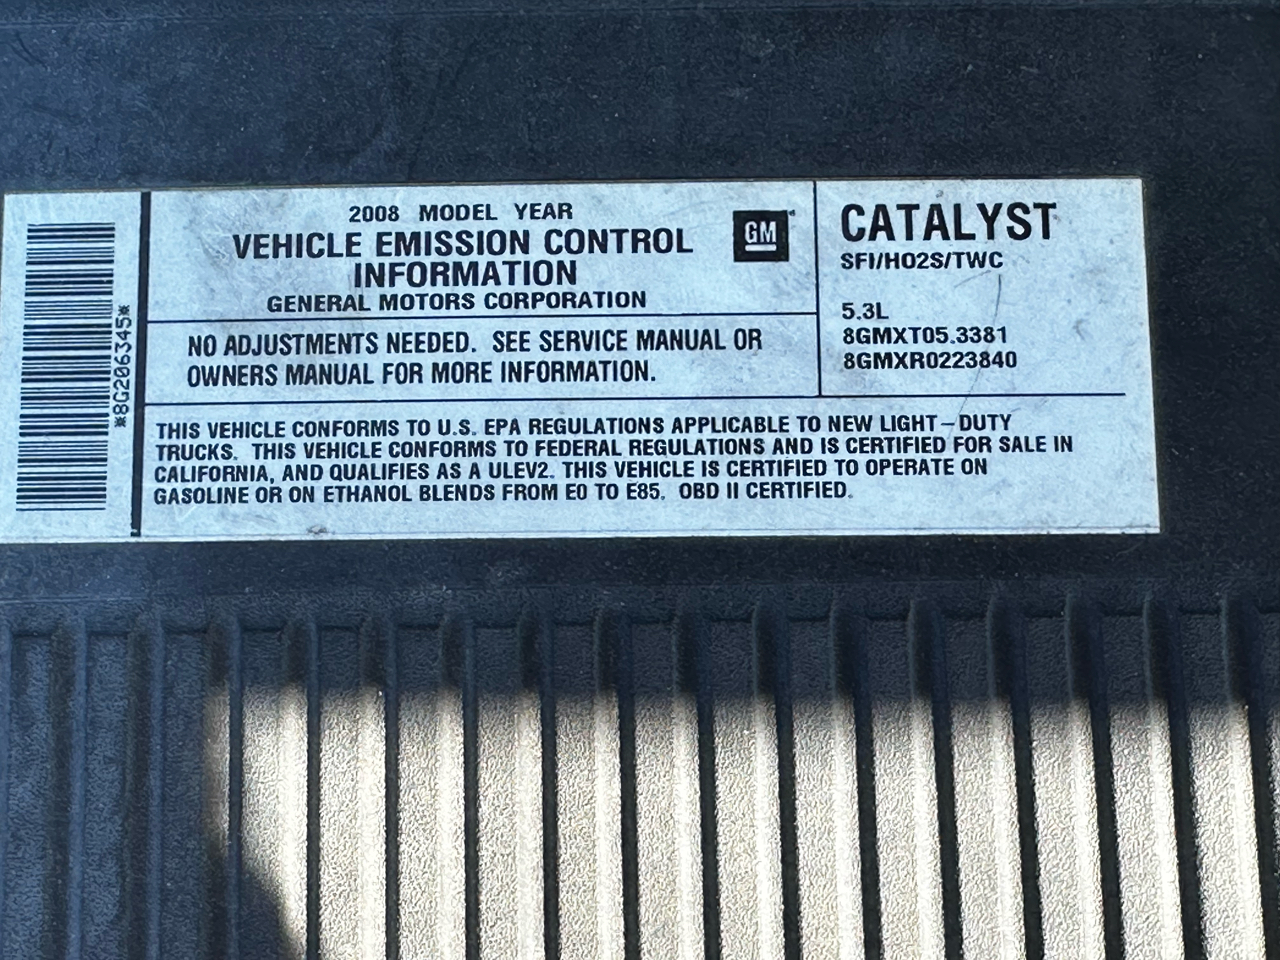 *8G206345*
2008 MODEL YEAR
VEHICLE EMISSION CONTROL
INFORMATION
GENERAL MOTORS CORPORATION
GM
NO ADJUSTMENTS NEEDED. SEE SERVICE MANUAL OR
OWNERS MANUAL FOR MORE INFORMATION.
CATALYST
SFI/HO2S/TWC
5.3L
8GMXT05.3381
8GMXR0223840
THIS VEHICLE CONFORMS TO U.S. EPA REGULATIONS APPLICABLE TO NEW LIGHT-DUTY
TRUCKS. THIS VEHICLE CONFORMS TO FEDERAL REGULATIONS AND IS CERTIFIED FOR SALE IN
CALIFORNIA, AND QUALIFIES AS A ULEV2. THIS VEHICLE IS CERTIFIED TO OPERATE ON
GASOLINE OR ON ETHANOL BLENDS FROM E0 TO E85. OBD II CERTIFIED.